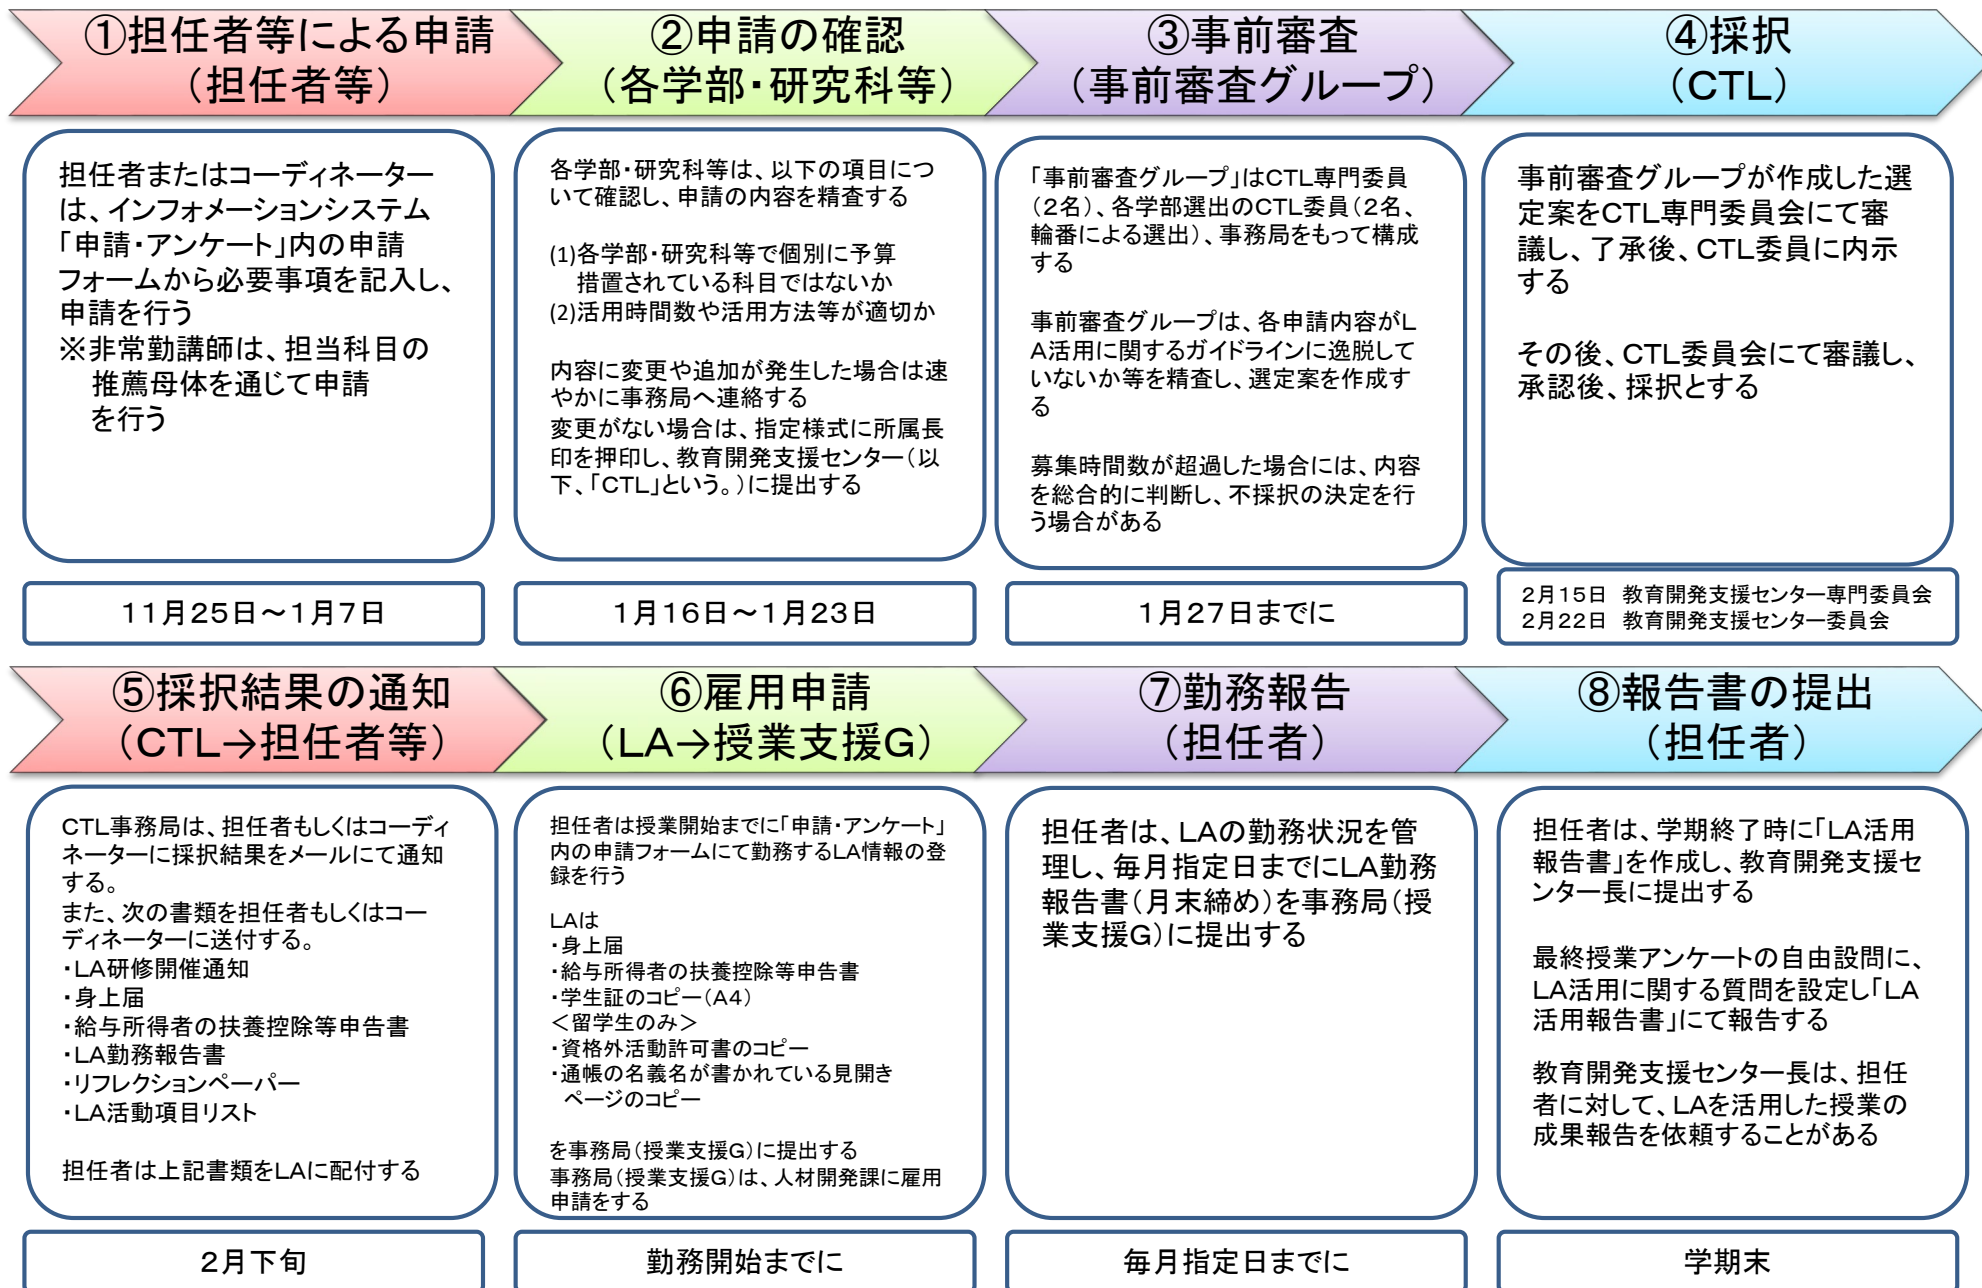 ①担任者等による申請
（担任者等）
②申請の確認
（各学部・研究科等）
③事前審査
（事前審査グループ）
④採択
（CTL）
担任者またはコーディネーター
は、インフォメーションシステム
「申請・アンケート」内の申請
フォームから必要事項を記入し、
申請を行う
※非常勤講師は、担当科目の
推薦母体を通じて申請
を行う
各学部・研究科等は、以下の項目につ
いて確認し、申請の内容を精査する
(1)各学部・研究科等で個別に予算
措置されている科目ではないか
(2)活用時間数や活用方法等が適切か
内容に変更や追加が発生した場合は速
やかに事務局へ連絡する
変更がない場合は、指定様式に所属長
印を押印し、教育開発支援センター（以
下、「CTL」という。）に提出する
「事前審査グループ」はCTL専門委員
（２名）、各学部選出のCTL委員（２名、
輪番による選出）、事務局をもって構成
する
事前審査グループは、各申請内容がL
A活用に関するガイドラインに逸脱して
いないか等を精査し、選定案を作成す
る
募集時間数が超過した場合には、内容
を総合的に判断し、不採択の決定を行
う場合がある
事前審査グループが作成した選
定案をCTL専門委員会にて審
議し、了承後、CTL委員に内示
する
その後、CTL委員会にて審議し、
承認後、採択とする
１１月２５日～１月７日
１月１６日～１月２３日
１月２７日までに
２月１５日　教育開発支援センター専門委員会
２月２２日　教育開発支援センター委員会
⑤採択結果の通知
（CTL→担任者等）
⑥雇用申請
（LA→授業支援G）
⑦勤務報告
（担任者）
⑧報告書の提出
（担任者）
CTL事務局は、担任者もしくはコーディ
ネーターに採択結果をメールにて通知
する。
また、次の書類を担任者もしくはコー
ディネーターに送付する。
・LA研修開催通知
・身上届
・給与所得者の扶養控除等申告書
・LA勤務報告書
・リフレクションペーパー
・LA活動項目リスト
担任者は上記書類をLAに配付する
担任者は授業開始までに「申請・アンケート」
内の申請フォームにて勤務するLA情報の登
録を行う
LAは
・身上届
・給与所得者の扶養控除等申告書
・学生証のコピー（A4）
＜留学生のみ＞
・資格外活動許可書のコピー
・通帳の名義名が書かれている見開き
ページのコピー
を事務局（授業支援G）に提出する
事務局（授業支援G）は、人材開発課に雇用
申請をする
担任者は、LAの勤務状況を管
理し、毎月指定日までにLA勤務
報告書（月末締め）を事務局（授
業支援G）に提出する
担任者は、学期終了時に「LA活用
報告書」を作成し、教育開発支援セ
ンター長に提出する
最終授業アンケートの自由設問に、
LA活用に関する質問を設定し「LA
活用報告書」にて報告する
教育開発支援センター長は、担任
者に対して、LAを活用した授業の
成果報告を依頼することがある
２月下旬
勤務開始までに
毎月指定日までに
学期末